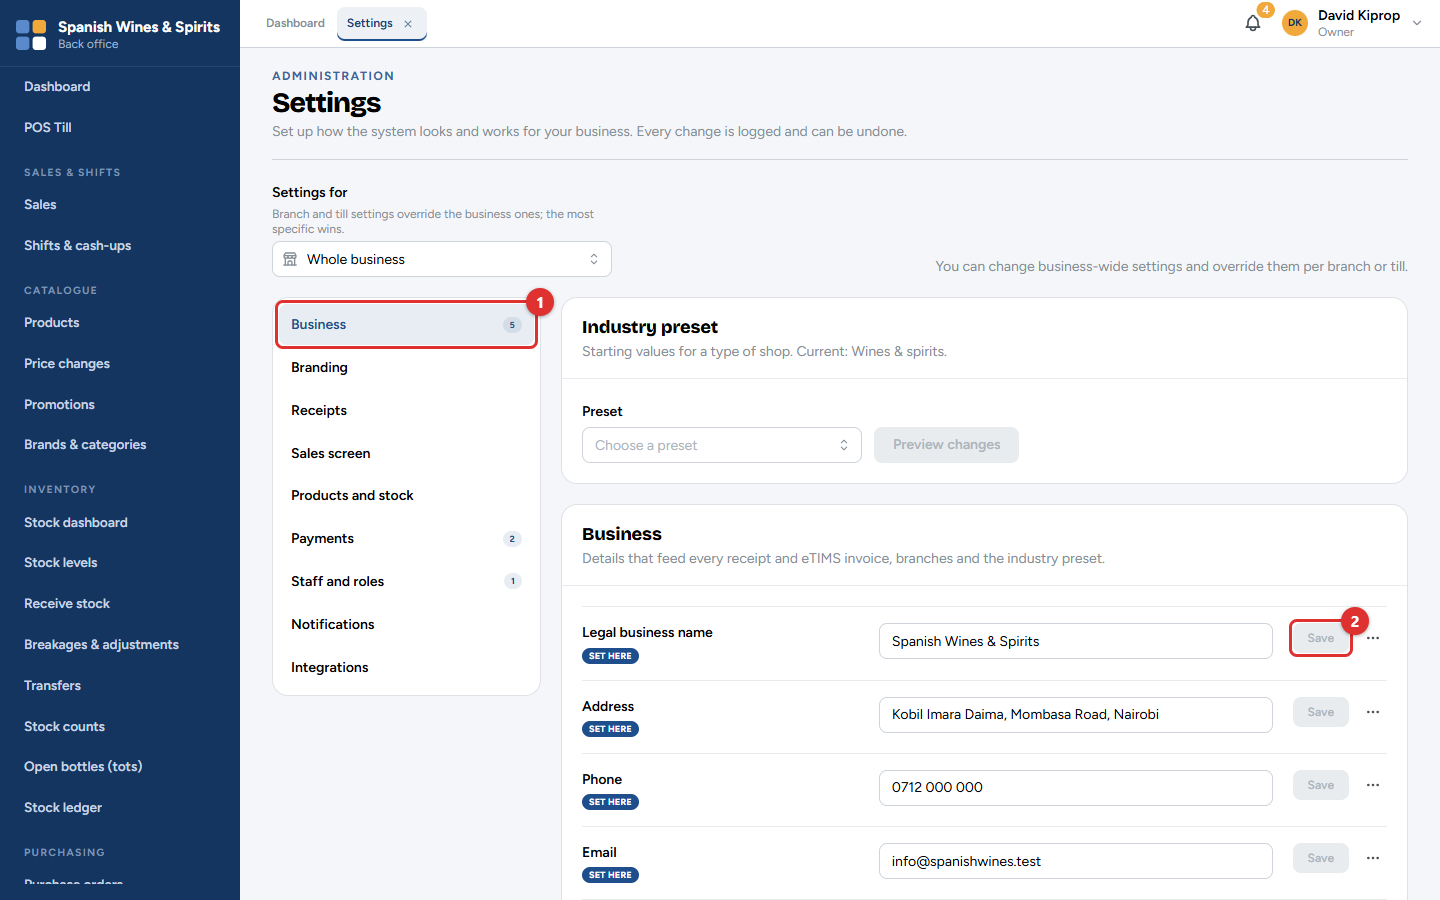 Spanish Wines & Spirits
Back office
Dashboard
POS Till
SALES & SHIFTS
Sales
Shifts & cash-ups
CATALOGUE
Products
Price changes
Promotions
Brands & categories
INVENTORY
Stock dashboard
Stock levels
Receive stock
Breakages & adjustments
Transfers
Stock counts
Open bottles (tots)
Stock ledger
PURCHASING
Purchase orders
Dashboard
Settings
4
DK
David Kiprop
Owner
ADMINISTRATION
Settings
Set up how the system looks and works for your business. Every change is logged and can be undone.
Settings for
Branch and till settings override the business ones; the most
specific wins.
Whole business
You can change business-wide settings and override them per branch or till.
1
Business 5
Branding
Receipts
Sales screen
Products and stock
Payments 2
Staff and roles 1
Notifications
Integrations
Industry preset
Starting values for a type of shop. Current: Wines & spirits.
Preset
Choose a preset
Preview changes
Business
Details that feed every receipt and eTIMS invoice, branches and the industry preset.
Legal business name
SET HERE
Spanish Wines & Spirits
Save
2
Address
SET HERE
Kobil Imara Daima, Mombasa Road, Nairobi
Save
Phone
SET HERE
0712 000 000
Save
Email
SET HERE
info@spanishwines.test
Save